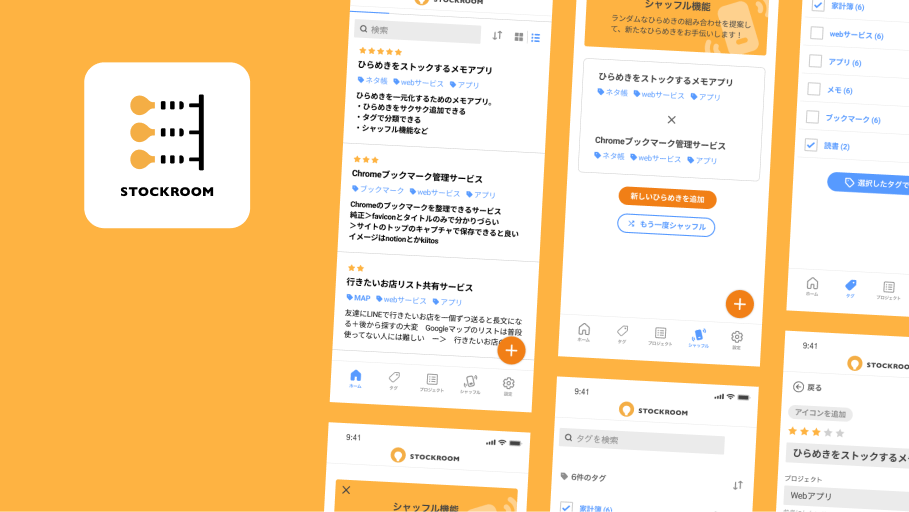 STOCKROOM
STOCKROOM
検索
ひらめきをストックするメモアプリ
ネタ帳 webサービス アプリ
ひらめきを一元化するためのメモアプリ。
・ひらめきをサクサク追加できる
・タグで分類できる
・シャッフル機能など
Chromeブックマーク管理サービス
ブックマーク webサービス アプリ
Chromeのブックマークを整理できるサービス
純正＞faviconとタイトルのみで分かりづらい
＞サイトのトップのキャプチャで保存できると良い
イメージはnotionとかkiitos
行きたいお店リスト共有サービス
MAP webサービス アプリ
友達にLINEで行きたいお店を一個ずつ送ると長文にな
る＋後から探すの大変 Googleマップのリストは普段
使ってない人には難しい ー＞ 行きたいお店の
ホーム タグ プロジェクト シャッフル 設定
9:41
STOCKROOM
シャッフル機能
シャッフル機能
ランダムなひらめきの組み合わせを提案し
て、新たなひらめきをお手伝いします！
ひらめきをストックするメモアプリ
ネタ帳 webサービス アプリ
×
Chromeブックマーク管理サービス
ネタ帳 webサービス アプリ
新しいひらめきを追加
もう一度シャッフル
ホーム タグ プロジェクト シャッフル 設定
9:41
STOCKROOM
タグを検索
6件のタグ
家計簿 (6)
家計簿 (6)
webサービス (6)
アプリ (6)
メモ (6)
ブックマーク (6)
読書 (2)
選択したタグで
ホーム タグ プロジェクト
9:41
STOCKROOM
戻る
アイコンを追加
ひらめきをストックするメモ
プロジェクト
Webアプリ